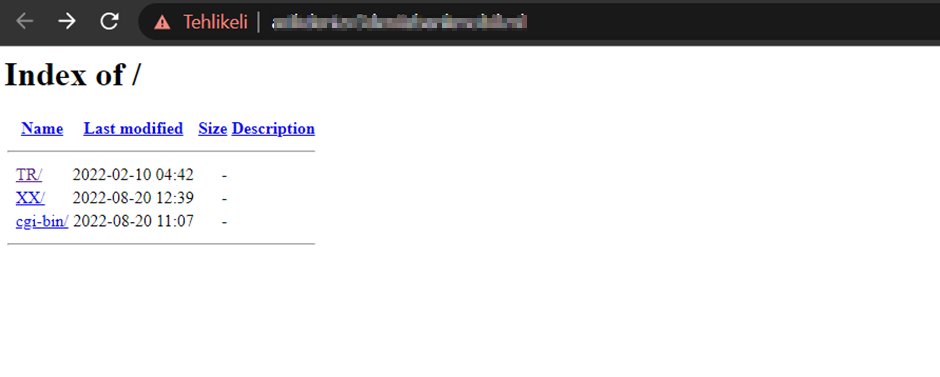 Tehlikeli
Index of /
Name Last modified Size Description
TR/ 2022-02-10 04:42 -
XX/ 2022-08-20 12:39 -
cgi-bin/ 2022-08-20 11:07 -